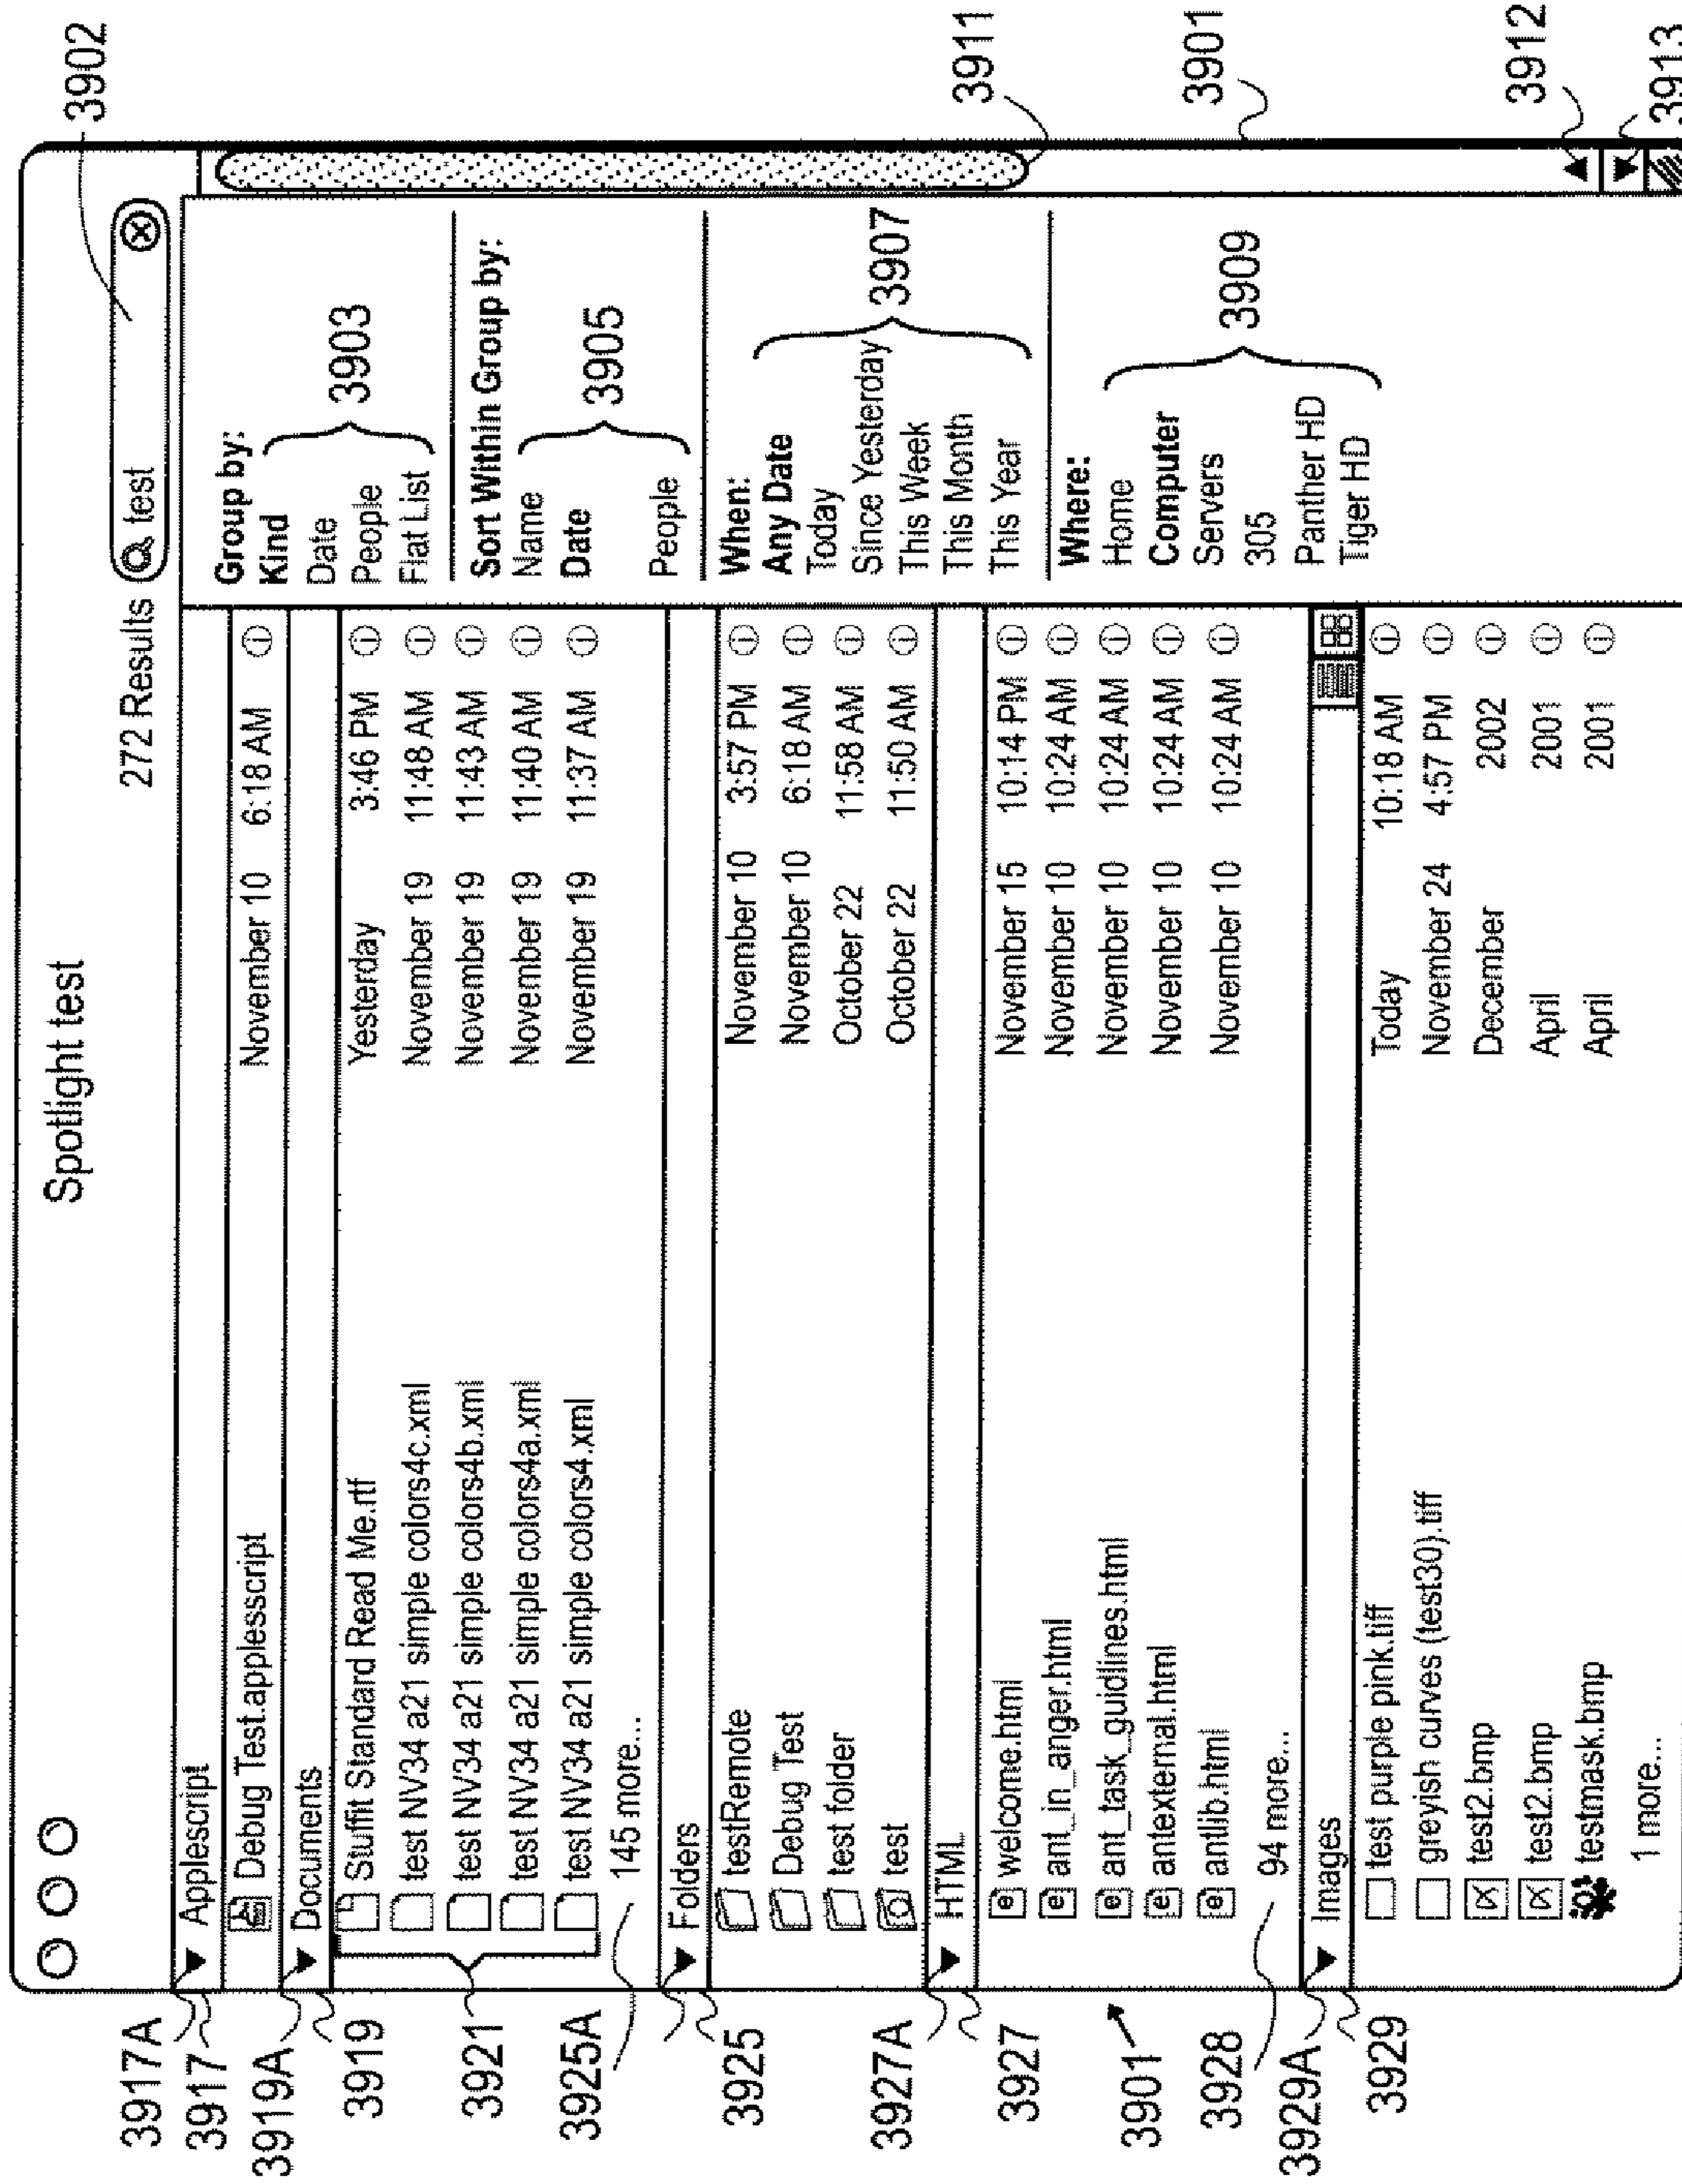 Spotlight test
272 Results test
3902
Applescript
3917A
3917
Debug Test.applesscript November 10 6:18 AM
Documents
3919A
3919
Stuffit Standard Read Me.rtf Yesterday 3:46 PM
test NV34 a21 simple colors4c.xml November 19 11:48 AM
test NV34 a21 simple colors4b.xml November 19 11:43 AM
test NV34 a21 simple colors4a.xml November 19 11:40 AM
test NV34 a21 simple colors4.xml November 19 11:37 AM
3921
145 more...
3925A
Folders
3925
testRemote November 10 3:57 PM
Debug Test November 10 6:18 AM
test folder October 22 11:58 AM
test October 22 11:50 AM
3927A
HTML
3927
welcome.html November 15 10:14 PM
ant_in_anger.html November 10 10:24 AM
ant_task_guidlines.html November 10 10:24 AM
antexternal.html November 10 10:24 AM
antlib.html November 10 10:24 AM
3901
3928
94 more...
3929A
Images
3929
test purple pink.tiff Today 10:18 AM
greyish curves (test30).tiff November 24 4:57 PM
test2.bmp December 2002
test2.bmp April 2001
testmask.bmp April 2001
1 more...
Group by:
Kind
Date
People
Flat List
3903
Sort Within Group by:
Name
Date
People
3905
When:
Any Date
Today
Since Yesterday
This Week
This Month
This Year
3907
Where:
Home
Computer
Servers
305
Panther HD
Tiger HD
3909
3911
3901
3912
3913